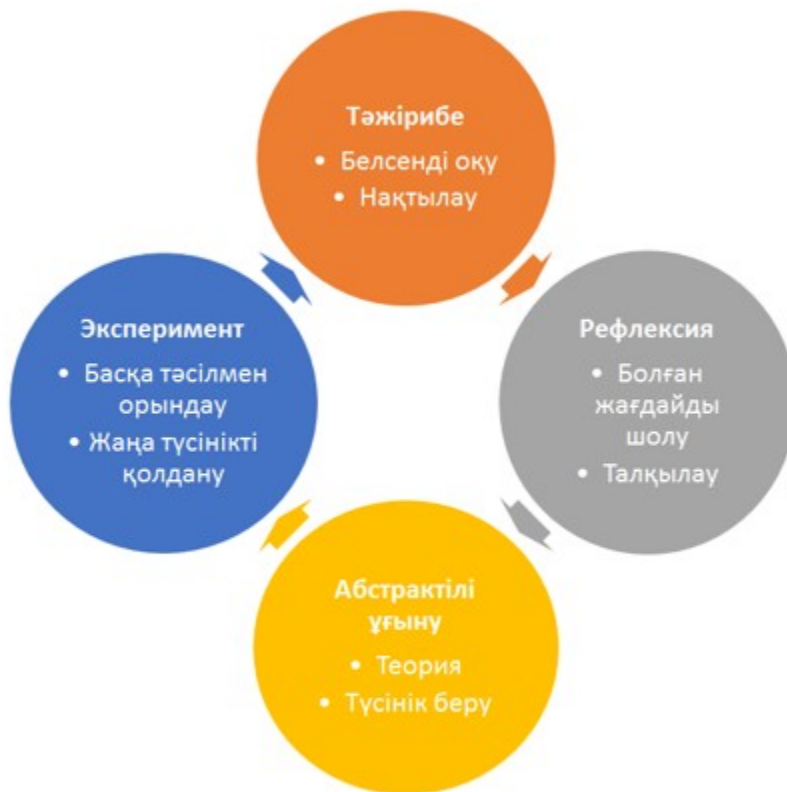 Тәжірибе
• Белсенді оқу
• Нақтылау
Эксперимент
• Басқа тәсілмен
орындау
• Жаңа түсінікті
қолдану
Рефлексия
• Болған
жағдайды
шолу
• Талқылау
Абстрактілі
ұғыну
• Теория
• Түсінік беру